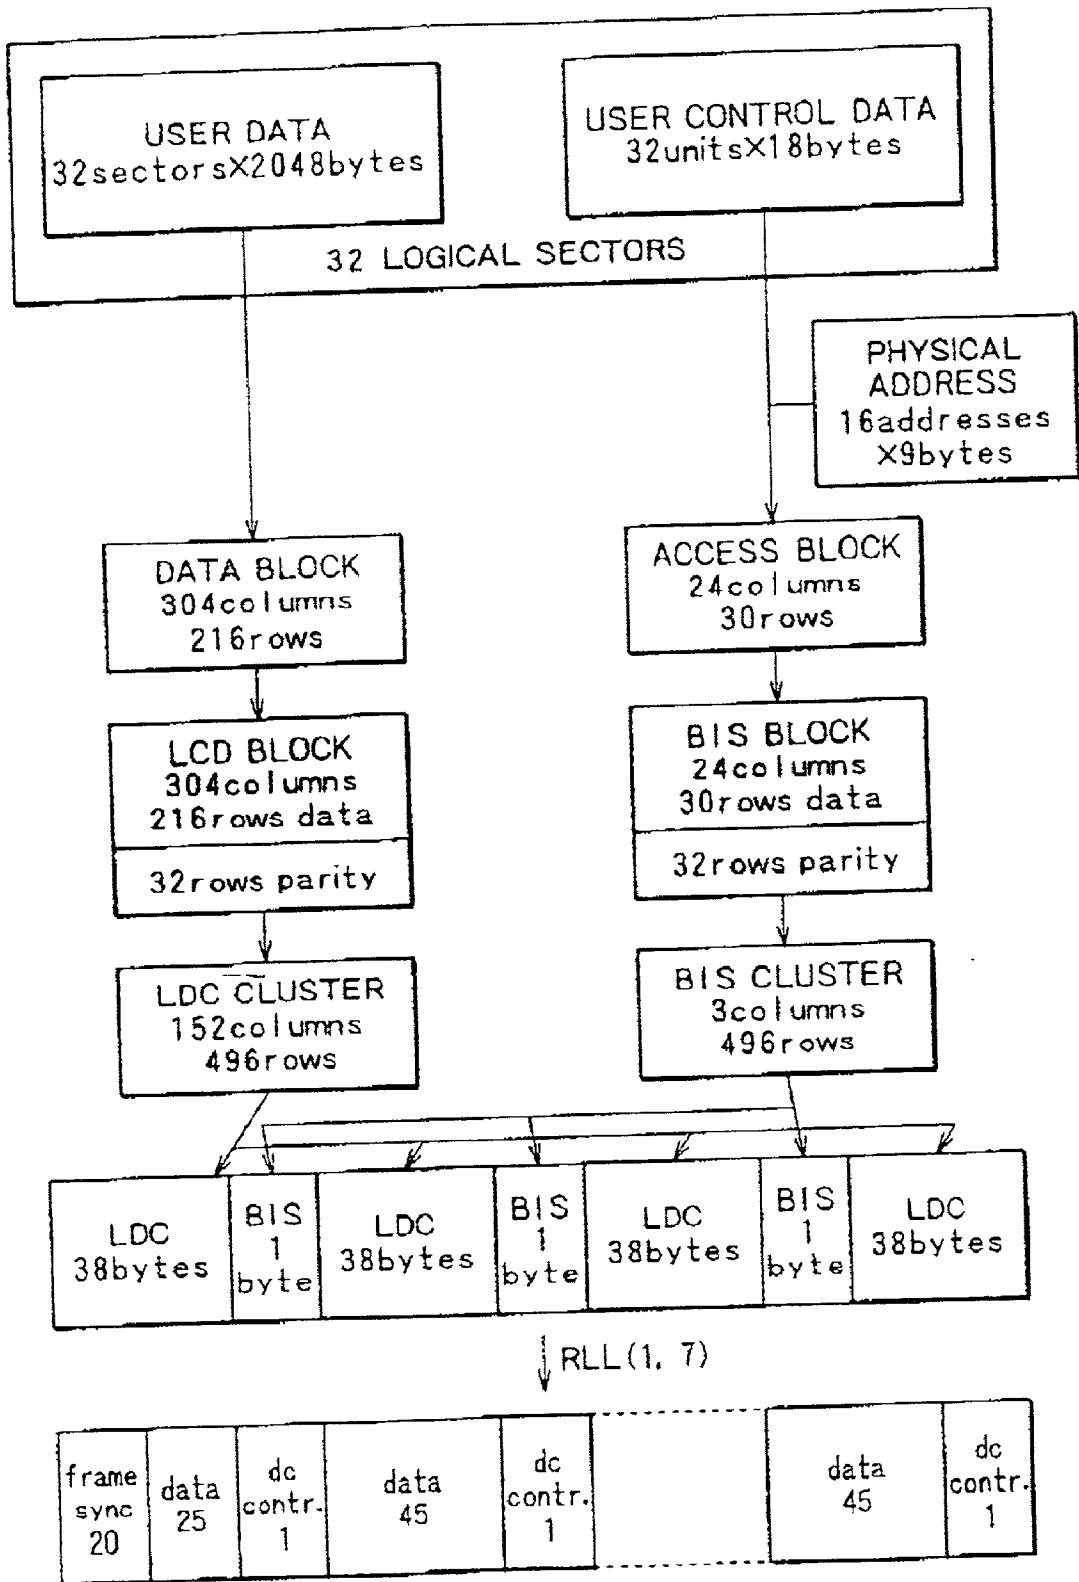 USER DATA
32sectorsX2048bytes
USER CONTROL DATA
32unitsX18bytes
32 LOGICAL SECTORS
PHYSICAL
ADDRESS
16addresses
X9bytes
DATA BLOCK
304columns
216rows
ACCESS BLOCK
24columns
30rows
LCD BLOCK
304columns
216rows data
32rows parity
BIS BLOCK
24columns
30rows data
32rows parity
LDC CLUSTER
152columns
496rows
BIS CLUSTER
3columns
496rows
LDC
38bytes
BIS
1
byte
LDC
38bytes
BIS
1
byte
LDC
38bytes
BIS
1
byte
LDC
38bytes
RLL(1, 7)
frame
sync
20
data
25
dc
contr.
1
data
45
dc
contr.
1
data
45
dc
contr.
1